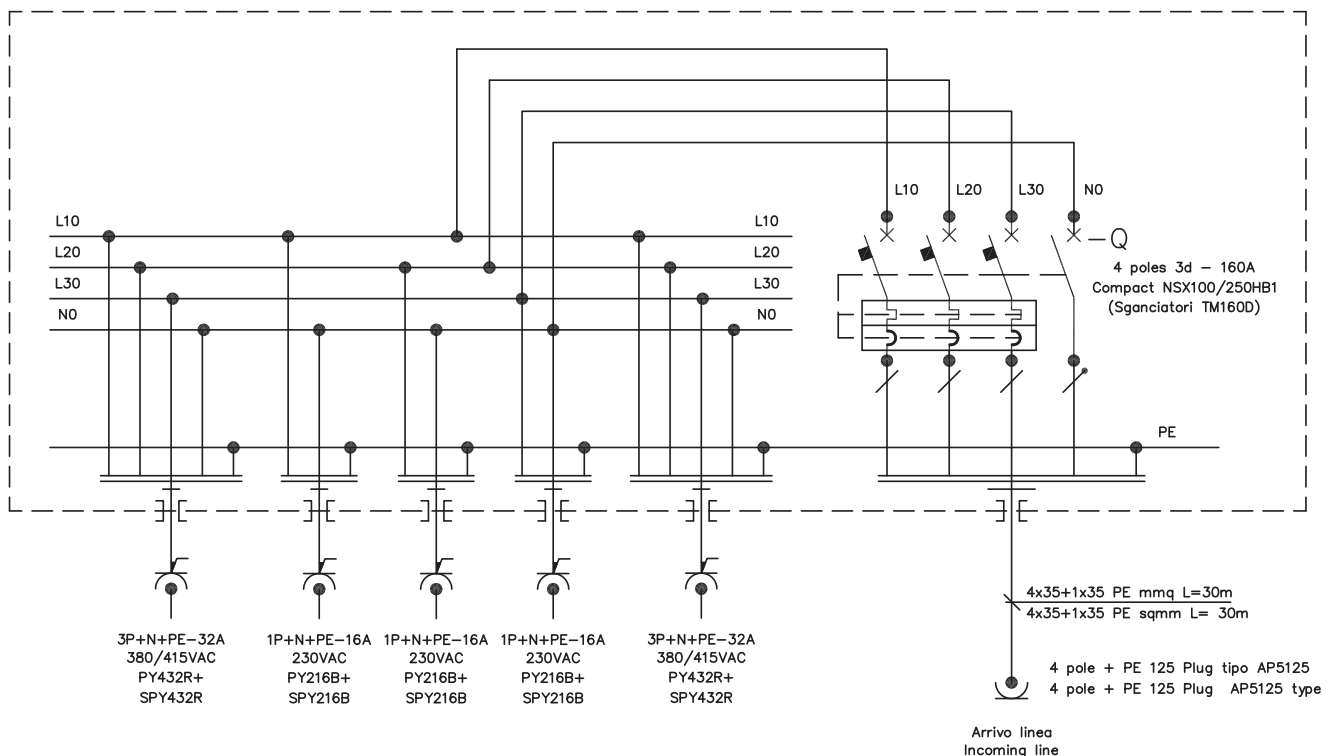 L10
L20
L30
N0
L10
L20
L30
N0
L10
L20
L30
N0
Q
4 poles 3d - 160A
Compact NSX100/250HB1
(Sganciatori TM160D)
PE
3P+N+PE-32A
380/415VAC
PY432R+
SPY432R
1P+N+PE-16A
230VAC
PY216B+
SPY216B
1P+N+PE-16A
230VAC
PY216B+
SPY216B
1P+N+PE-16A
230VAC
PY216B+
SPY216B
3P+N+PE-32A
380/415VAC
PY432R+
SPY432R
4x35+1x35 PE mmq L=30m
4x35+1x35 PE sqmm L= 30m
4 pole + PE 125 Plug tipo AP5125
4 pole + PE 125 Plug AP5125 type
Arrivo linea
Incoming line